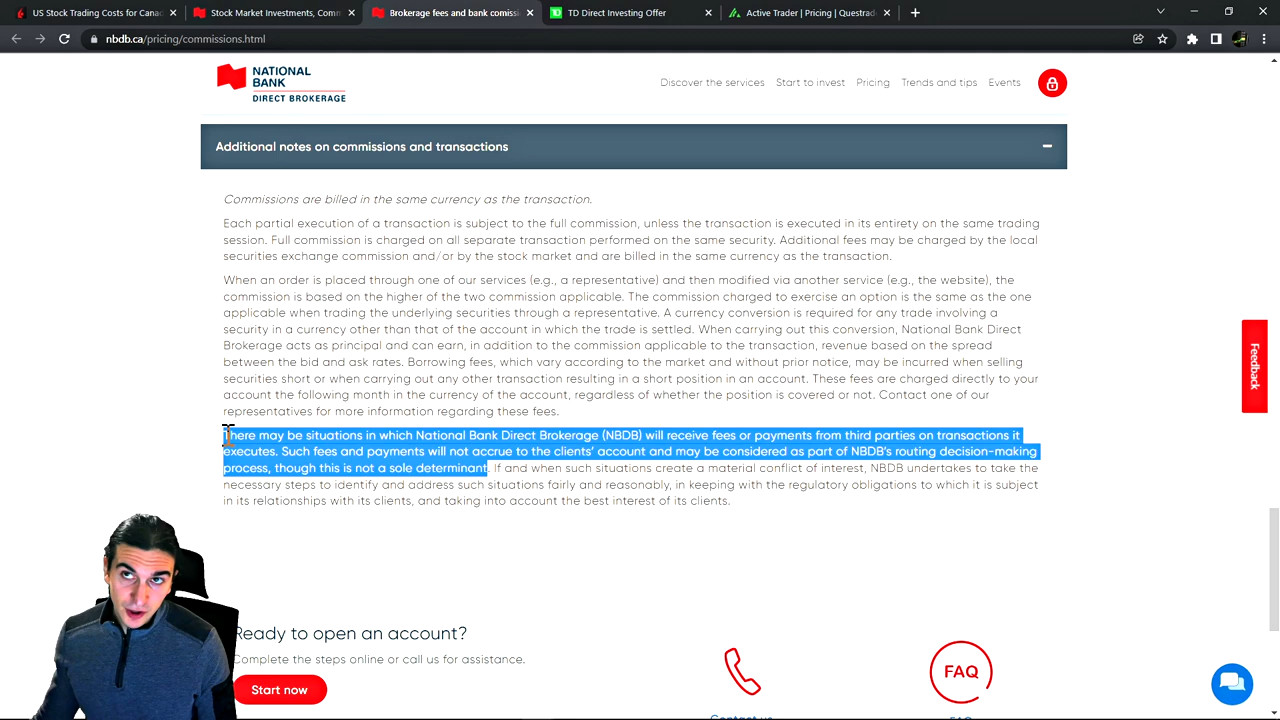 US Stock Trading Costs for Cana
Stock Market Investments, Comm
Brokerage fees and bank comissi
TD Direct Investing Offer
Active Trader | Pricing | Questrad
nbdb.ca/pricing/commissions.html
NATIONAL
BANK
DIRECT BROKERAGE
Discover the services
Start to invest
Pricing
Trends and tips
Events
Additional notes on commissions and transactions
Commissions are billed in the same currency as the transaction.
Each partial execution of a transaction is subject to the full commission, unless the transaction is executed in its entirety on the same trading
session. Full commission is charged on all separate transaction performed on the same security. Additional fees may be charged by the local
securities exchange commission and/or by the stock market and are billed in the same currency as the transaction.
When an order is placed through one of our services (e.g., a representative) and then modified via another service (e.g., the website), the
commission is based on the higher of the two commission applicable. The commission charged to exercise an option is the same as the one
applicable when trading the underlying securities through a representative. A currency conversion is required for any trade involving a
security in a currency other than that of the account in which the trade is settled. When carrying out this conversion, National Bank Direct
Brokerage acts as principal and can earn, in addition to the commission applicable to the transaction, revenue based on the spread
between the bid and ask rates. Borrowing fees, which vary according to the market and without prior notice, may be incurred when selling
securities short or when carrying out any other transaction resulting in a short position in an account. These fees are charged directly to your
account the following month in the currency of the account, regardless of whether the position is covered or not. Contact one of our
representatives for more information regarding these fees.
There may be situations in which National Bank Direct Brokerage (NBDB) will receive fees or payments from third parties on transactions it
executes. Such fees and payments will not accrue to the clients' account and may be considered as part of NBDB's routing decision-making
process, though this is not a sole determinant. If and when such situations create a material conflict of interest, NBDB undertakes to take the
necessary steps to identify and address such situations fairly and reasonably, in keeping with the regulatory obligations to which it is subject
in its relationships with its clients, and taking into account the best interest of its clients.
Feedback
Ready to open an account?
Complete the steps online or call us for assistance.
Start now
FAQ
Contact us
FAQ